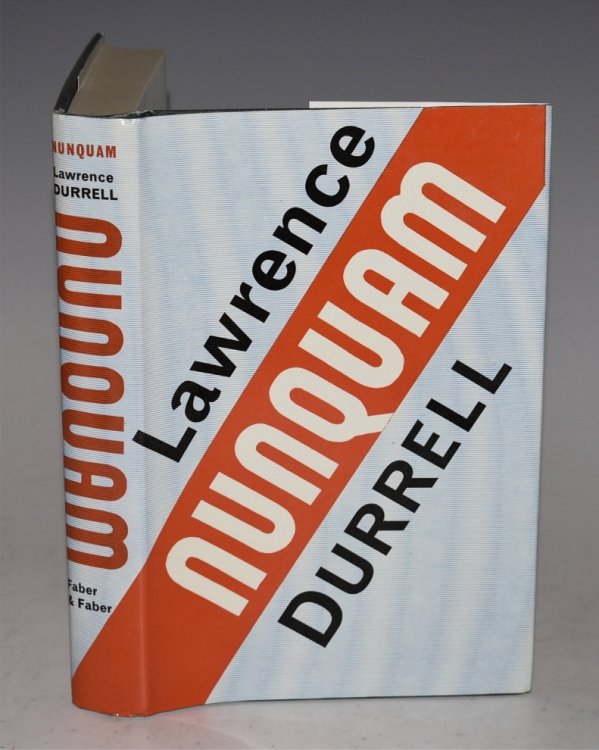 NUNQUAM
Lawrence
DURRELL
NUNQUAM
Faber
& Faber
Lawrence
NUNQUAM
DURRELL